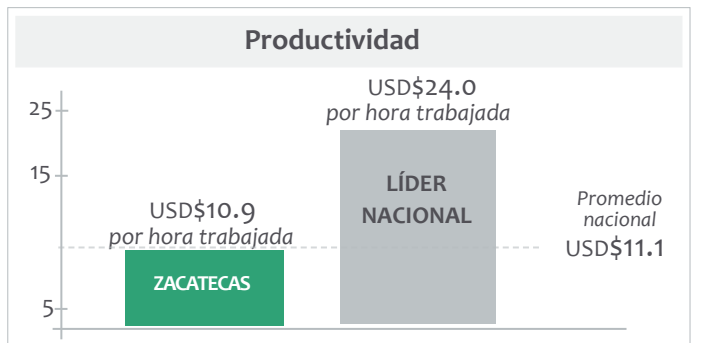 Productividad
25
15
5
USD$10.9
por hora trabajada
ZACATECAS
USD$24.0
por hora trabajada
LÍDER
NACIONAL
Promedio
nacional
USD$11.1